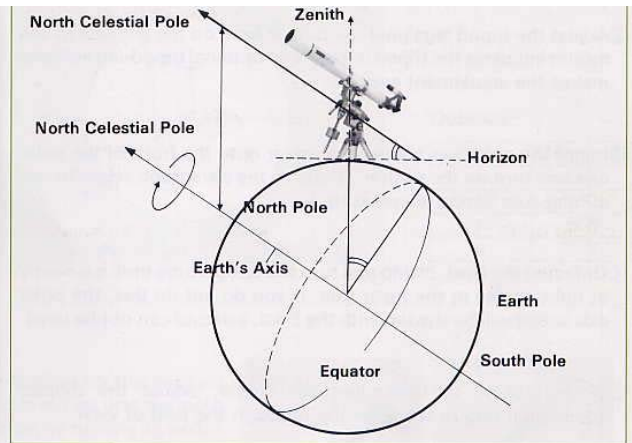 North Celestial Pole
Zenith
North Celestial Pole
Horizon
North Pole
Earth's Axis
Earth
South Pole
Equator